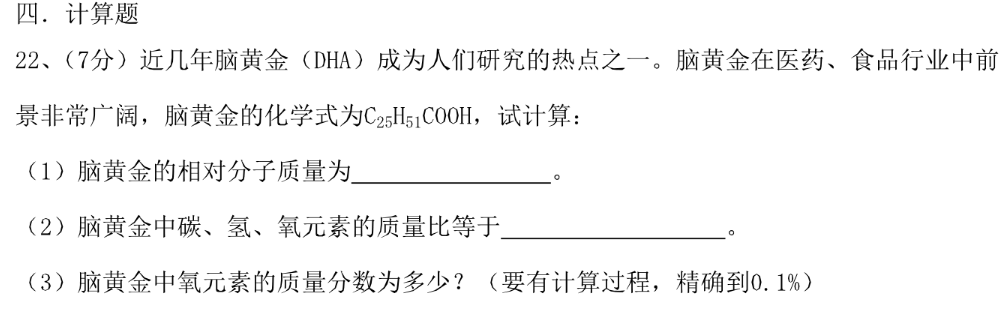 四．计算题
22、（7分）近几年脑黄金（DHA）成为人们研究的热点之一。脑黄金在医药、食品行业中前
景非常广阔，脑黄金的化学式为C₂₅H₅₁COOH，试计算：
（1）脑黄金的相对分子质量为________________。
（2）脑黄金中碳、氢、氧元素的质量比等于__________________。
（3）脑黄金中氧元素的质量分数为多少？（要有计算过程，精确到0.1%）